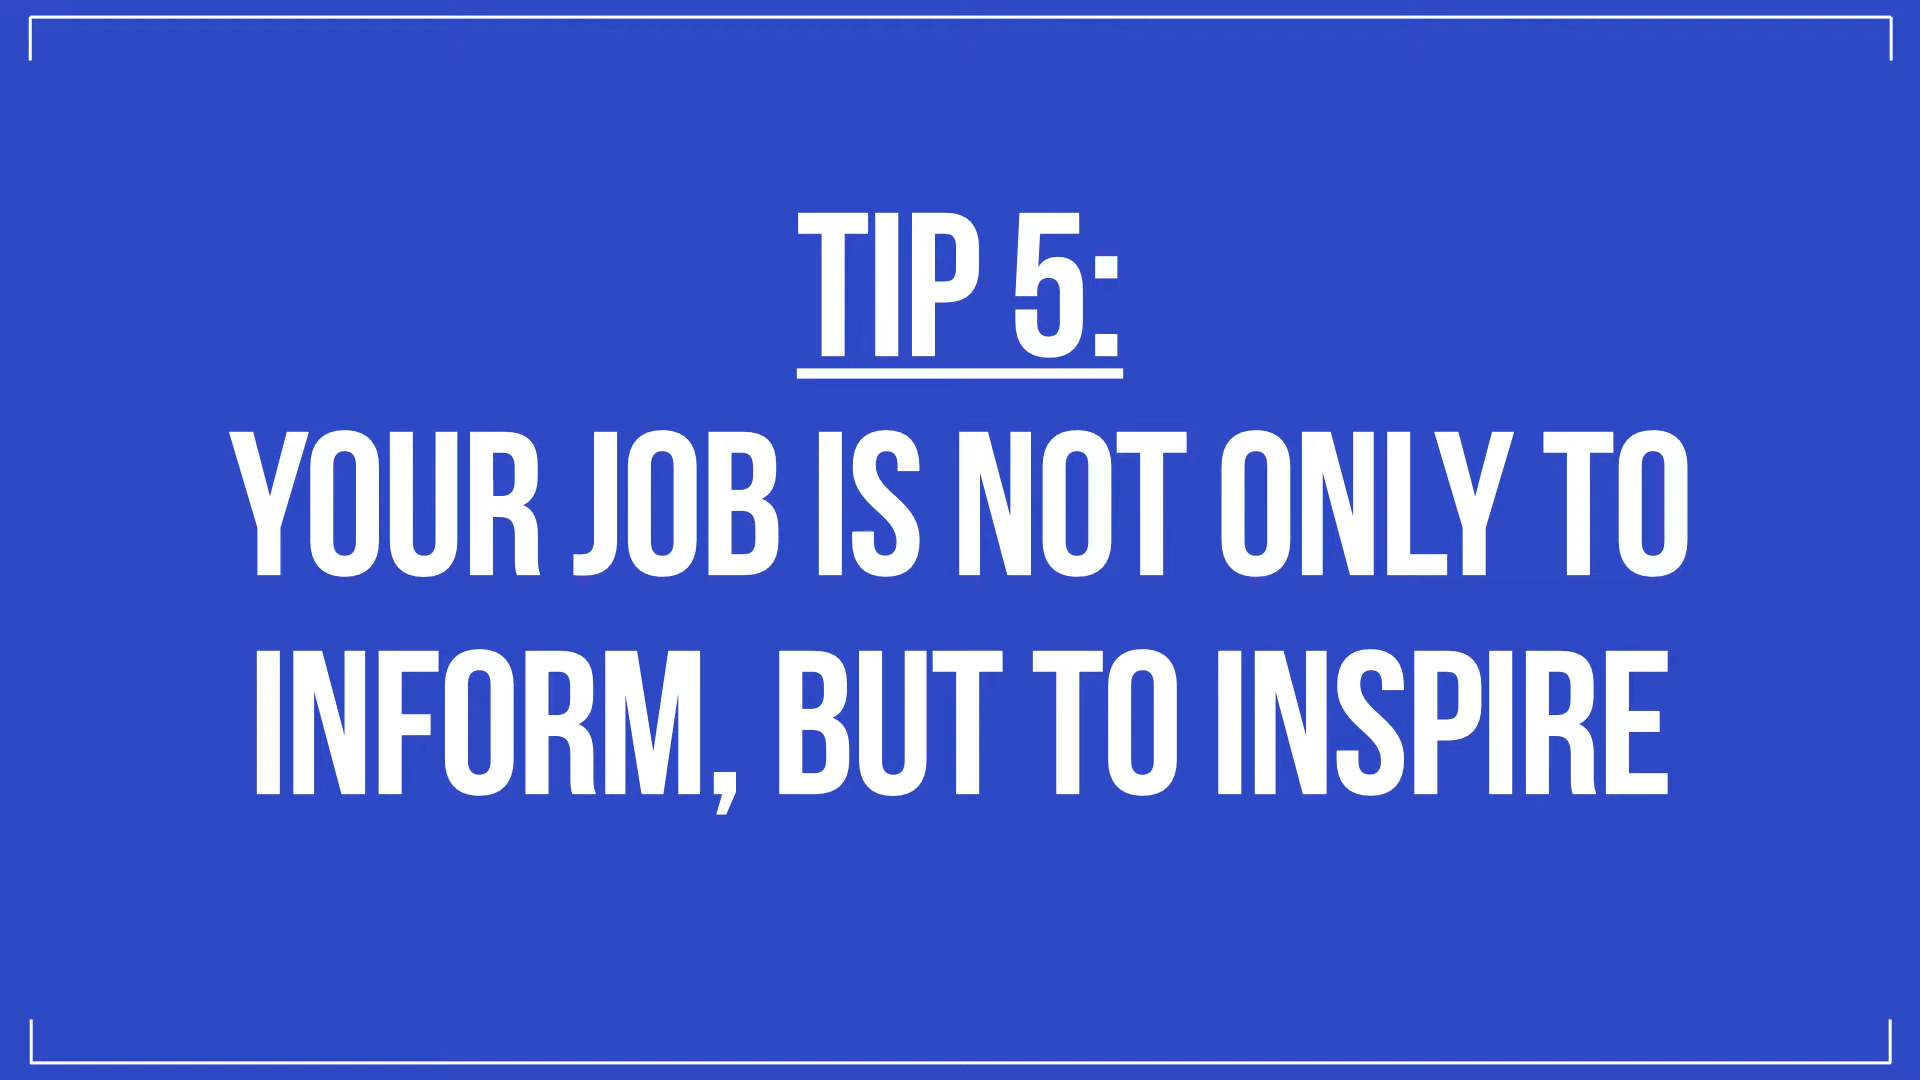 TIP 5:
YOUR JOB IS NOT ONLY TO
INFORM, BUT TO INSPIRE